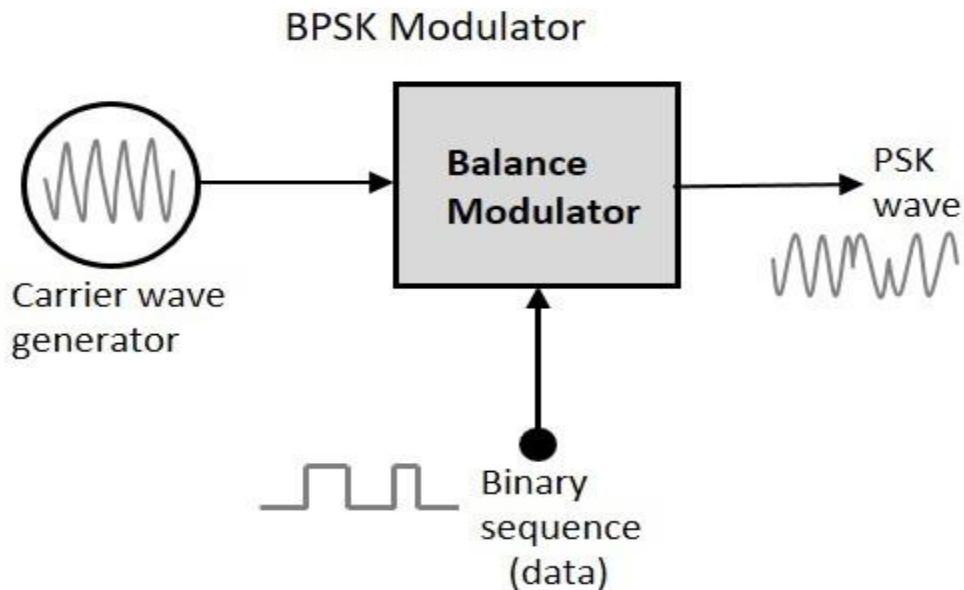 BPSK Modulator
Balance
Modulator
PSK
wave
Carrier wave
generator
Binary
sequence
(data)